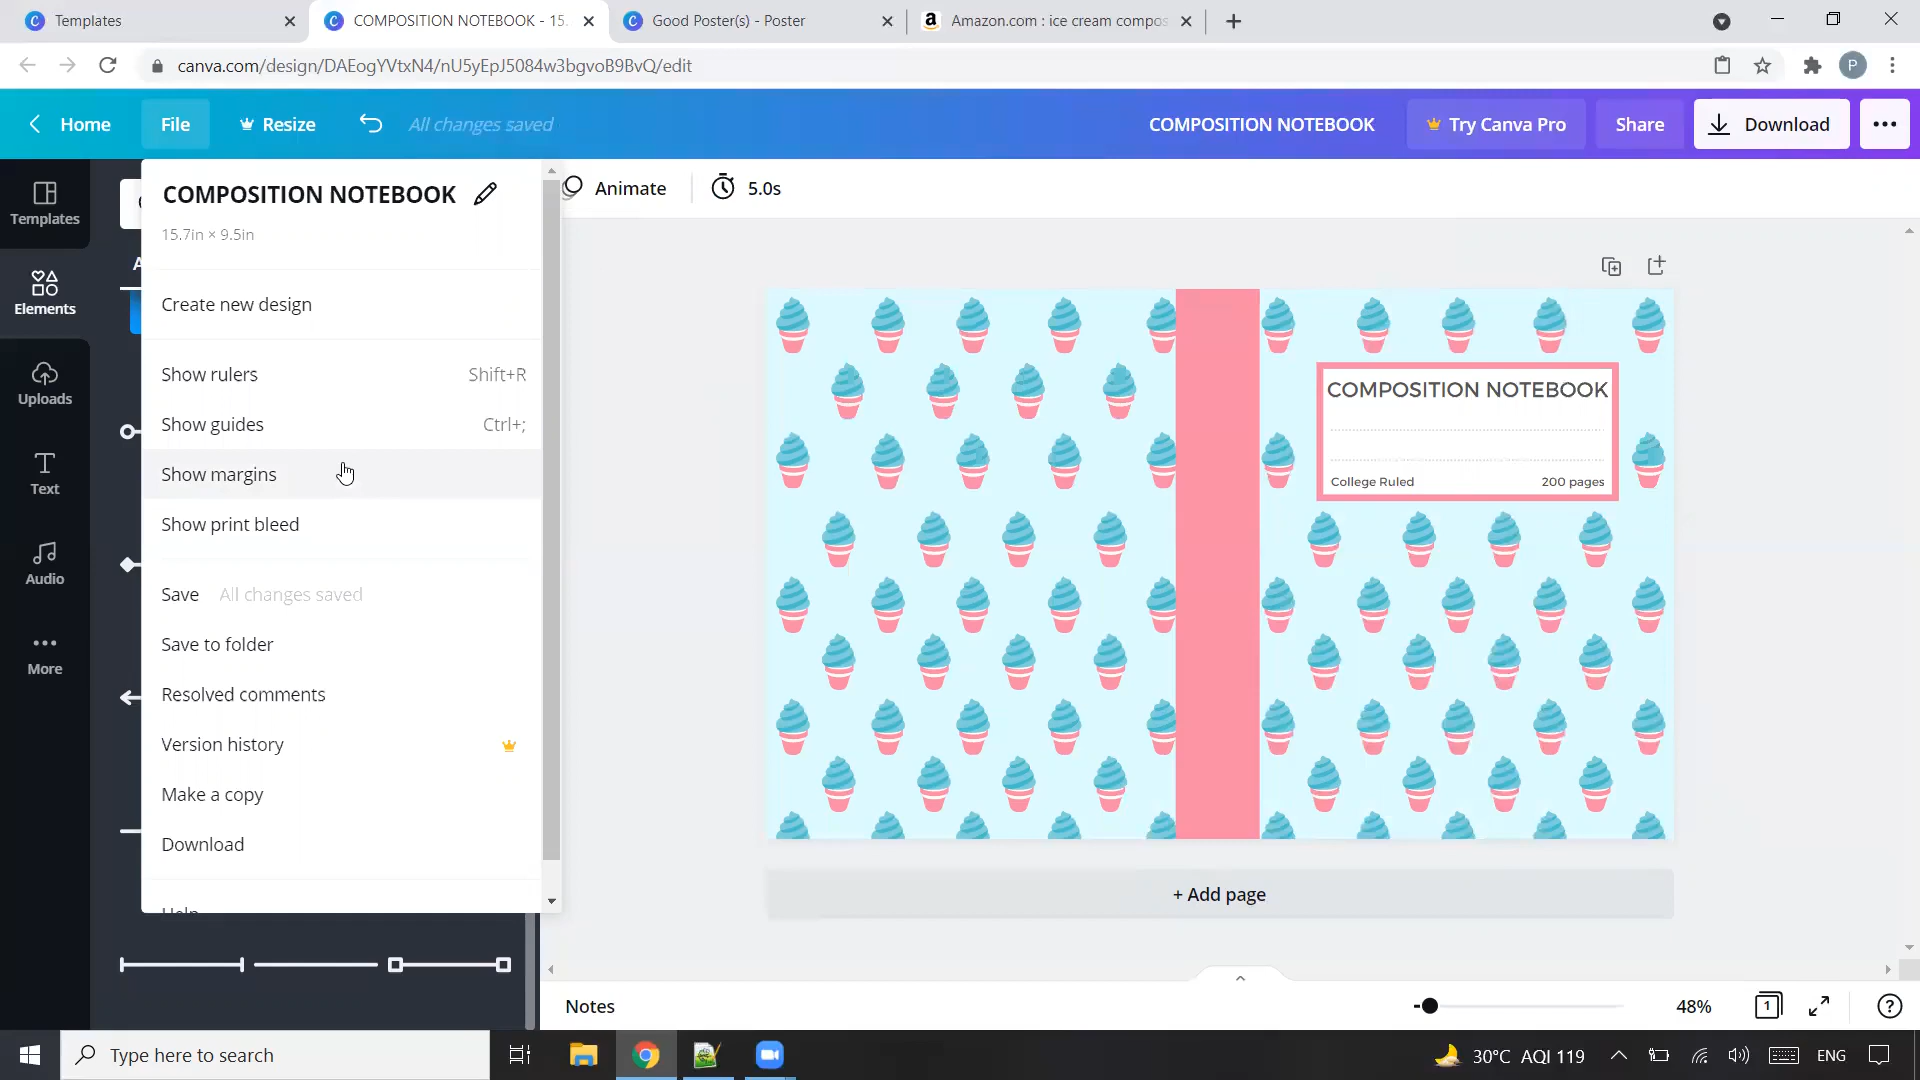 Templates
COMPOSITION NOTEBOOK - 15.
Good Poster(s) - Poster
Amazon.com : ice cream compos
canva.com/design/DAEogYVtxN4/nU5yEpJ5084w3bgvoB9BvQ/edit
P
Home
File
Resize
All changes saved
COMPOSITION NOTEBOOK
Try Canva Pro
Share
Download
Templates
Elements
Uploads
Text
Audio
More
COMPOSITION NOTEBOOK
15.7in × 9.5in
Create new design
Show rulers Shift+R
Show guides Ctrl+;
Show margins
Show print bleed
Save All changes saved
Save to folder
Resolved comments
Version history
Make a copy
Download
Help
Animate
5.0s
COMPOSITION NOTEBOOK
College Ruled 200 pages
+ Add page
Notes
48%
1
Type here to search
30°C AQI 119
ENG